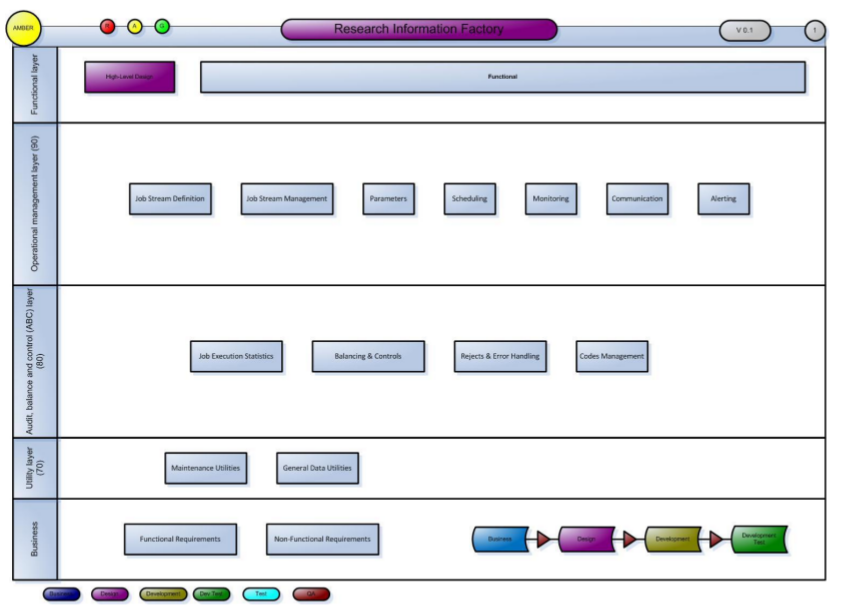 AMBER
R
A
G
Research Information Factory
V 0.1
1
Functional layer
High-Level Design
Functional
Operational management layer (90)
Job Stream Definition
Job Stream Management
Parameters
Scheduling
Monitoring
Communication
Alerting
Audit, balance and control (ABC) layer
(80)
Job Execution Statistics
Balancing & Controls
Rejects & Error Handling
Codes Management
Utility layer
(70)
Maintenance Utilities
General Data Utilities
Business
Functional Requirements
Non-Functional Requirements
Business
Design
Development
Development
Test
Business
Design
Development
Dev Test
Test
QA